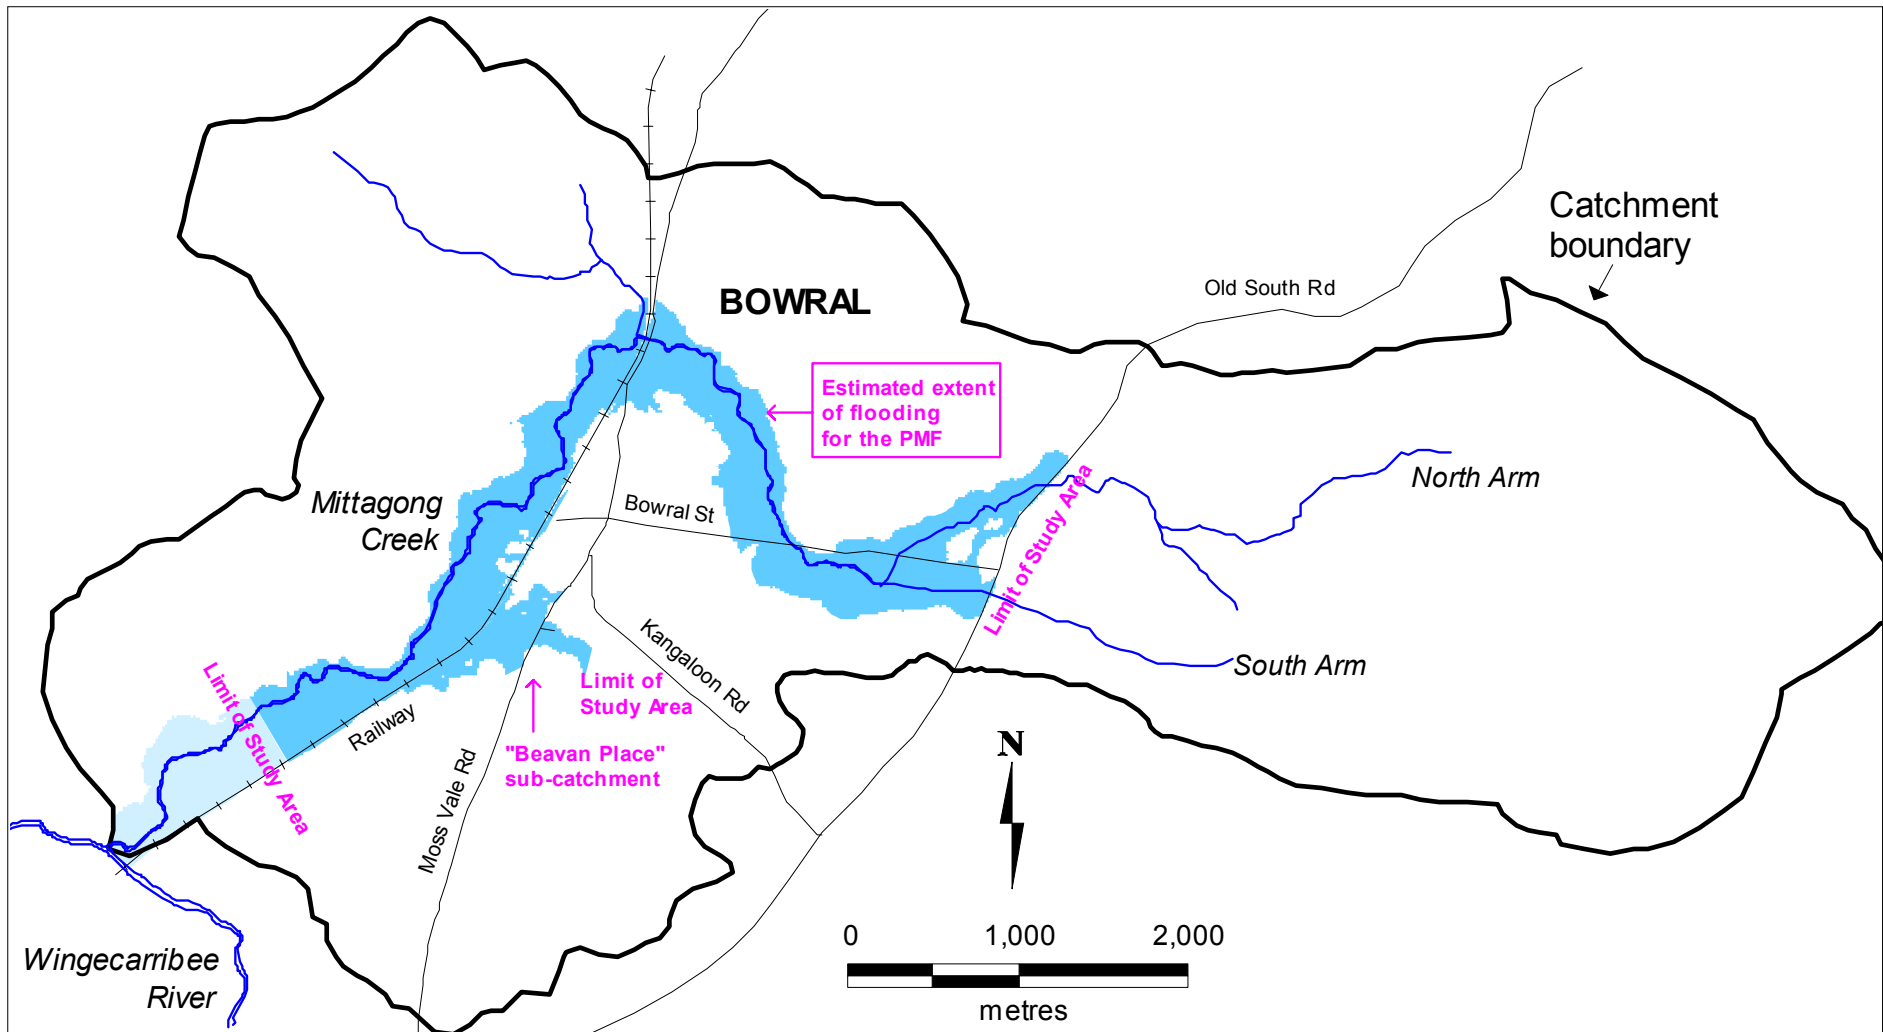 Catchment
boundary
Old South Rd
BOWRAL
Estimated extent
of flooding
for the PMF
North Arm
Mittagong
Creek
Bowral St
Limit of Study Area
Kangaloon Rd
South Arm
Limit of Study Area
Limit of
Study Area
Railway
"Beavan Place"
sub-catchment
Moss Vale Rd
N
Wingecarribee
River
0 1,000 2,000
metres